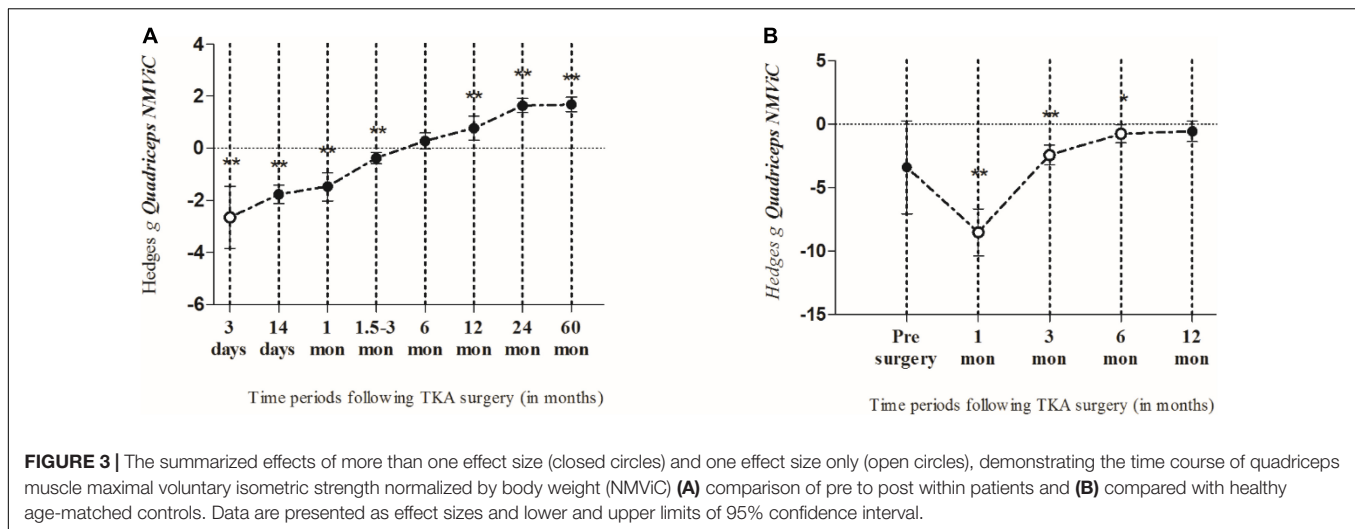 A
4
2
0
-2
-4
-6
Hedges g Quadriceps NMViC
**
**
**
**
**
**
**
3 days
14 days
1 mon
1.5-3 mon
6 mon
12 mon
24 mon
60 mon
Time periods following TKA surgery (in months)
B
5
0
-5
-10
-15
Hedges g Quadriceps NMViC
**
**
*
Pre surgery
1 mon
3 mon
6 mon
12 mon
Time periods following TKA surgery (in months)
FIGURE 3 | The summarized effects of more than one effect size (closed circles) and one effect size only (open circles), demonstrating the time course of quadriceps
muscle maximal voluntary isometric strength normalized by body weight (NMViC) (A) comparison of pre to post within patients and (B) compared with healthy
age-matched controls. Data are presented as effect sizes and lower and upper limits of 95% confidence interval.